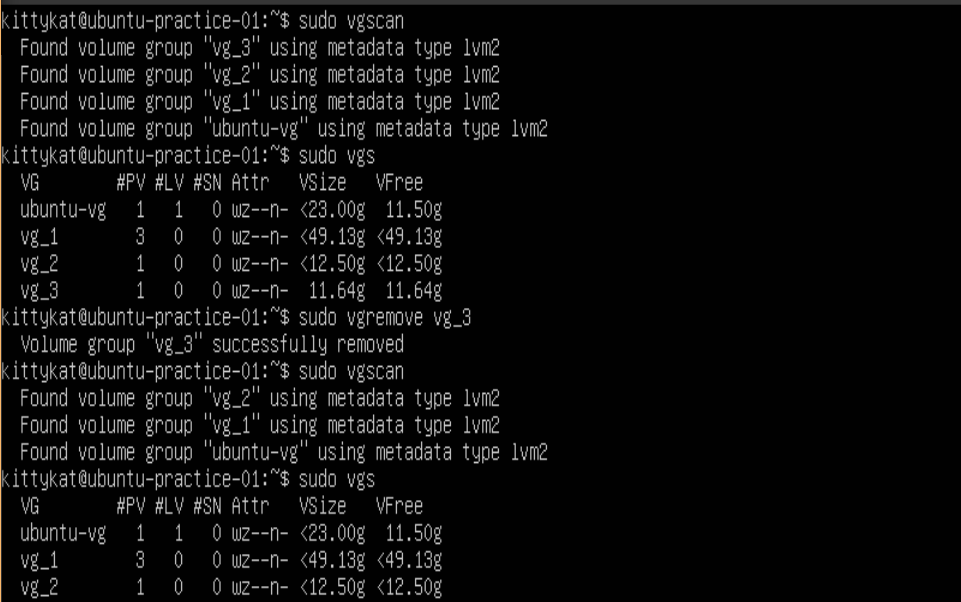 kittykat@ubuntu-practice-01:~$ sudo vgscan
  Found volume group "vg_3" using metadata type lvm2
  Found volume group "vg_2" using metadata type lvm2
  Found volume group "vg_1" using metadata type lvm2
  Found volume group "ubuntu-vg" using metadata type lvm2
kittykat@ubuntu-practice-01:~$ sudo vgs
  VG        #PV #LV #SN Attr   VSize   VFree
  ubuntu-vg   1   1   0 wz--n- <23.00g  11.50g
  vg_1        3   0   0 wz--n- <49.13g <49.13g
  vg_2        1   0   0 wz--n- <12.50g <12.50g
  vg_3        1   0   0 wz--n-  11.64g  11.64g
kittykat@ubuntu-practice-01:~$ sudo vgremove vg_3
  Volume group "vg_3" successfully removed
kittykat@ubuntu-practice-01:~$ sudo vgscan
  Found volume group "vg_2" using metadata type lvm2
  Found volume group "vg_1" using metadata type lvm2
  Found volume group "ubuntu-vg" using metadata type lvm2
kittykat@ubuntu-practice-01:~$ sudo vgs
  VG        #PV #LV #SN Attr   VSize   VFree
  ubuntu-vg   1   1   0 wz--n- <23.00g  11.50g
  vg_1        3   0   0 wz--n- <49.13g <49.13g
  vg_2        1   0   0 wz--n- <12.50g <12.50g